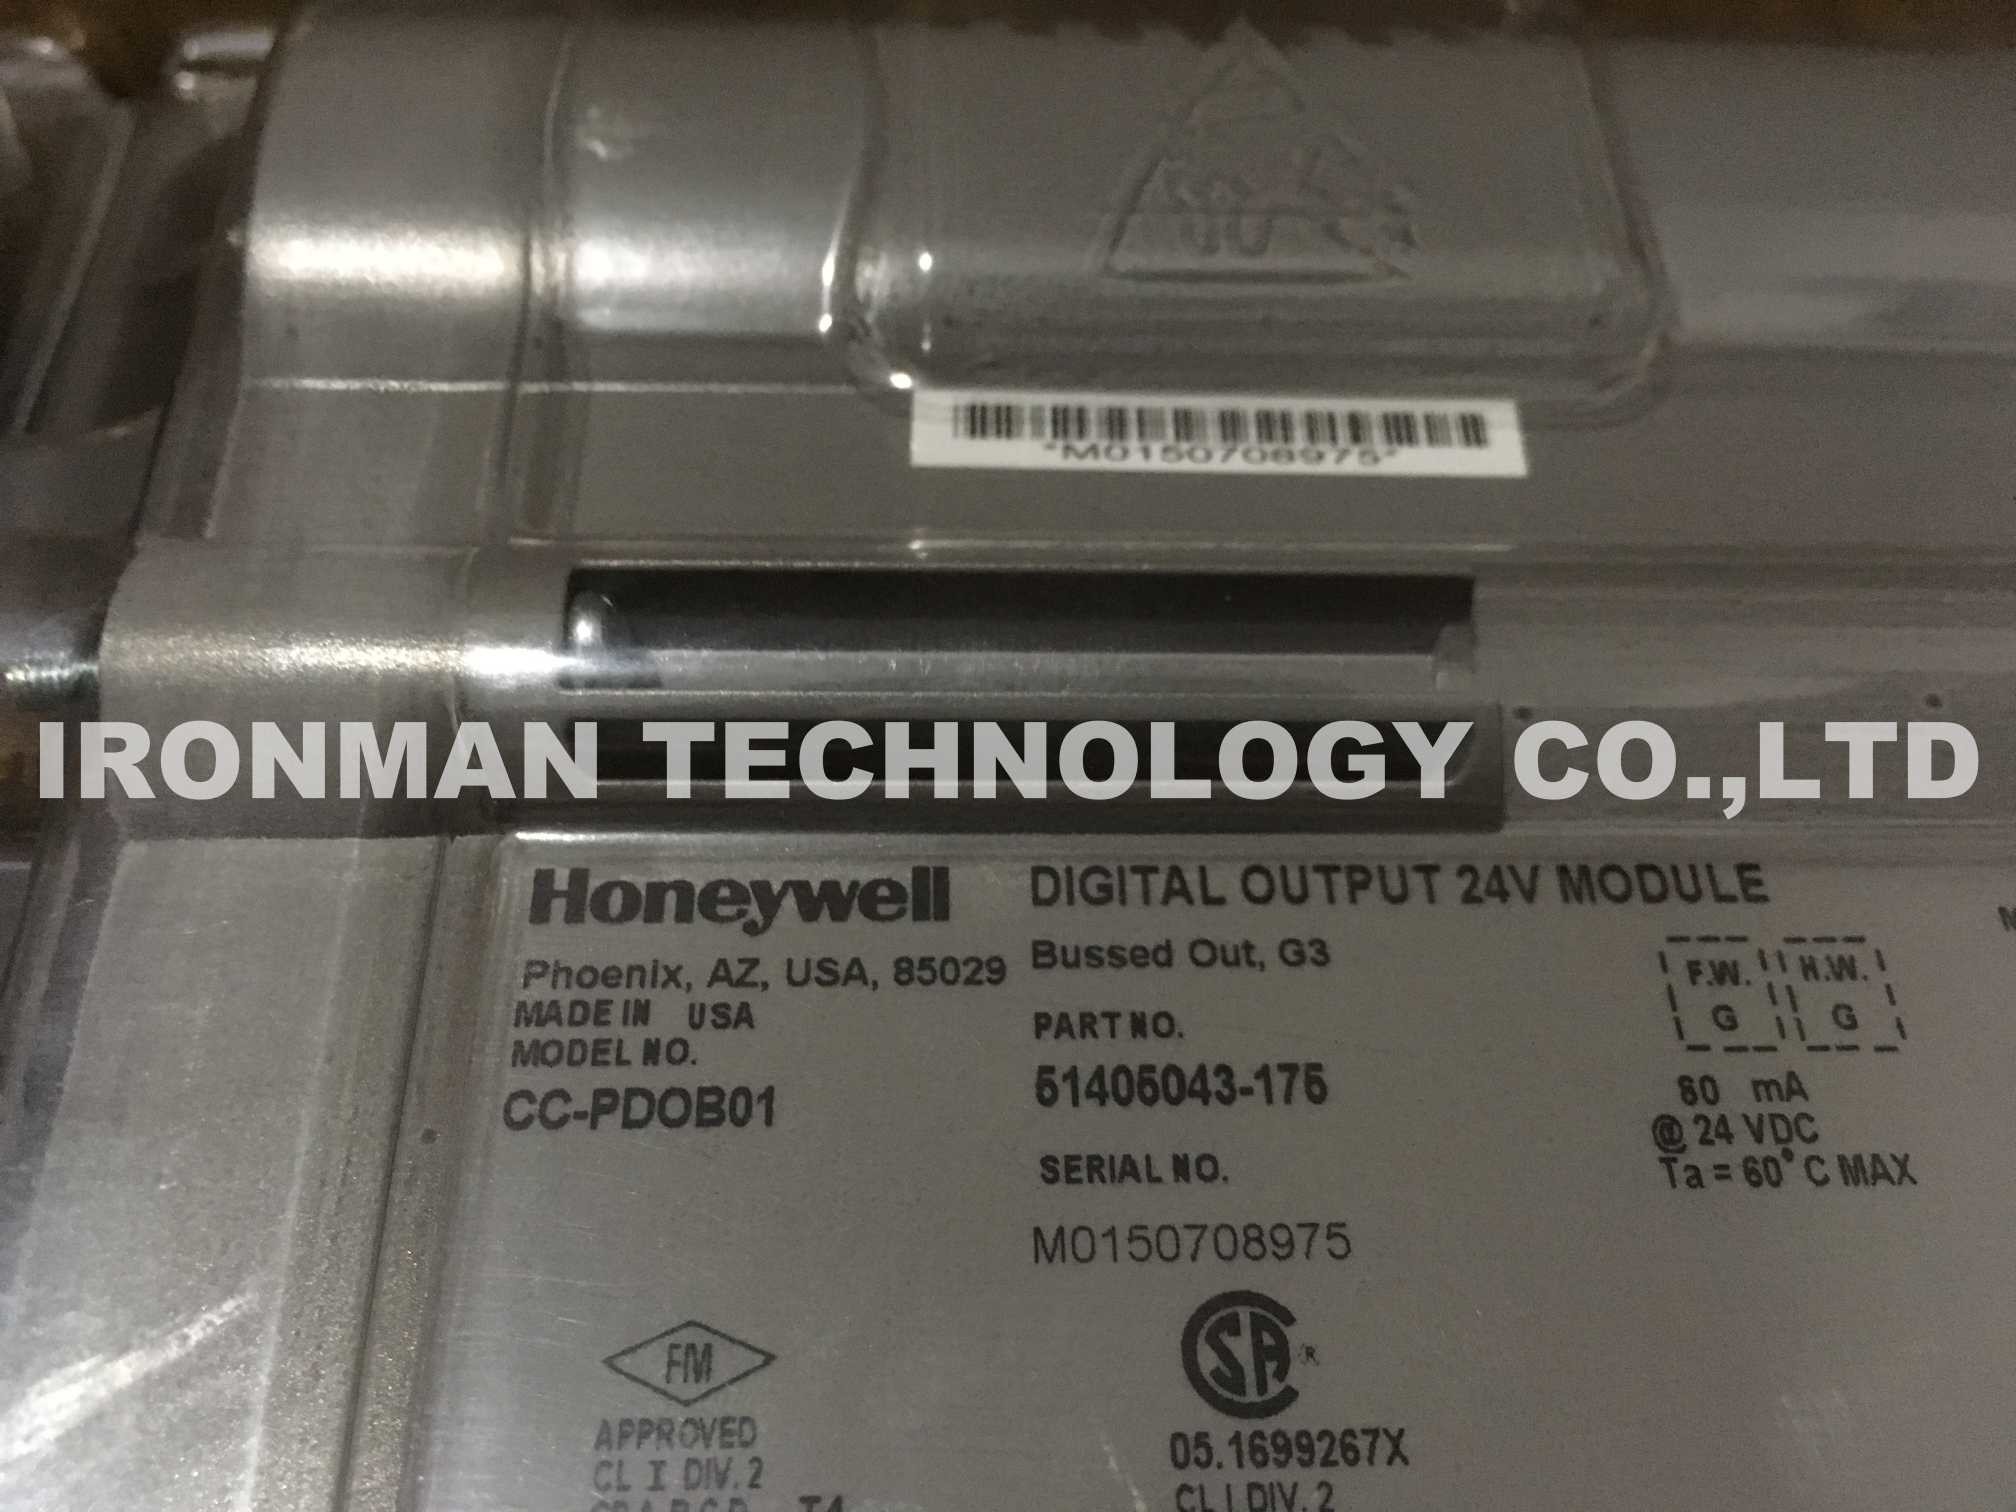 *M0150708975*
IRONMAN TECHNOLOGY CO.,LTD
Honeywell
Phoenix, AZ, USA, 85029
MADE IN USA
MODEL NO.
CC-PDOB01
DIGITAL OUTPUT 24V MODULE
Bussed Out, G3
PART NO.
51405043-175
SERIAL NO.
M0150708975
F.W. H.W.
G G
80 mA
@ 24 VDC
Ta = 60°C MAX
FM
APPROVED
CL I DIV. 2
SA ®
05.1699267X
CL I DIV. 2